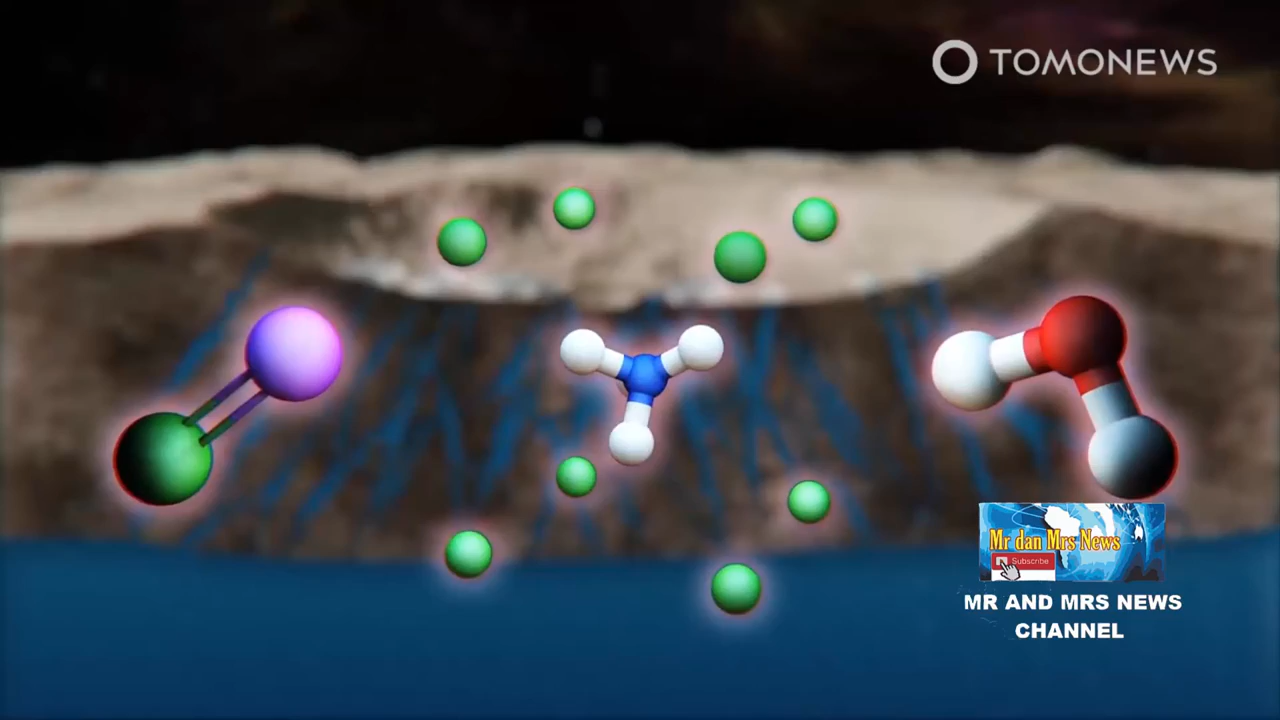 TOMONEWS
Mr dan Mrs News
Subscribe
MR AND MRS NEWS
CHANNEL